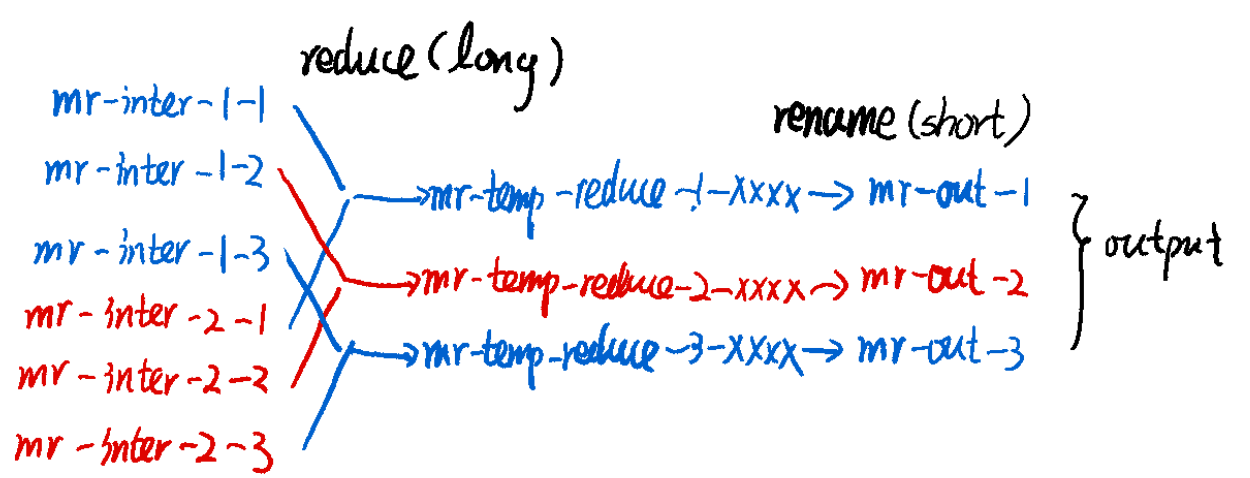 reduce(long)
rename(short)
mr-inter-1-1
mr-inter-1-2
mr-inter-1-3
mr-inter-2-1
mr-inter-2-2
mr-inter-2-3
mr-temp-reduce-1-xxxx → mr-out-1
mr-temp-reduce-2-xxxx → mr-out-2
mr-temp-reduce-3-xxxx → mr-out-3
output